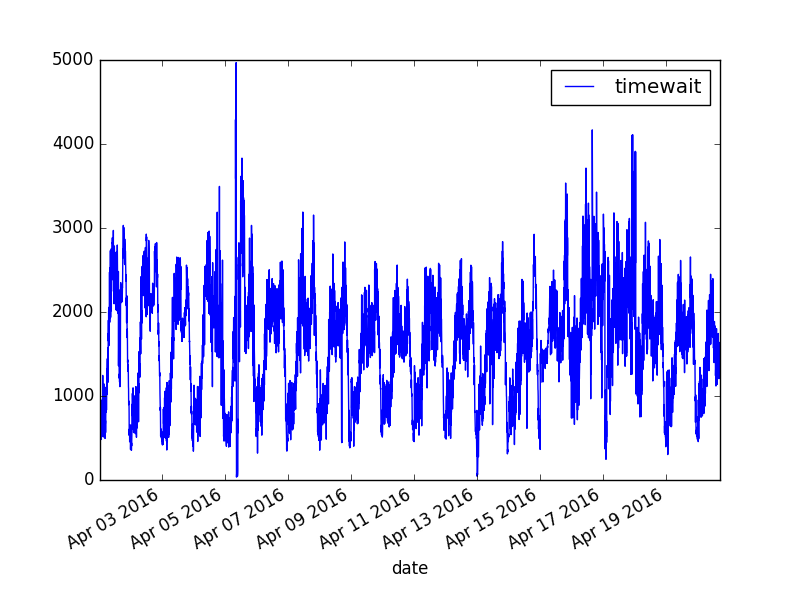 5000
timewait
4000
3000
2000
1000
0
Apr 03 2016
Apr 05 2016
Apr 07 2016
Apr 09 2016
Apr 11 2016
Apr 13 2016
Apr 15 2016
Apr 17 2016
Apr 19 2016
date